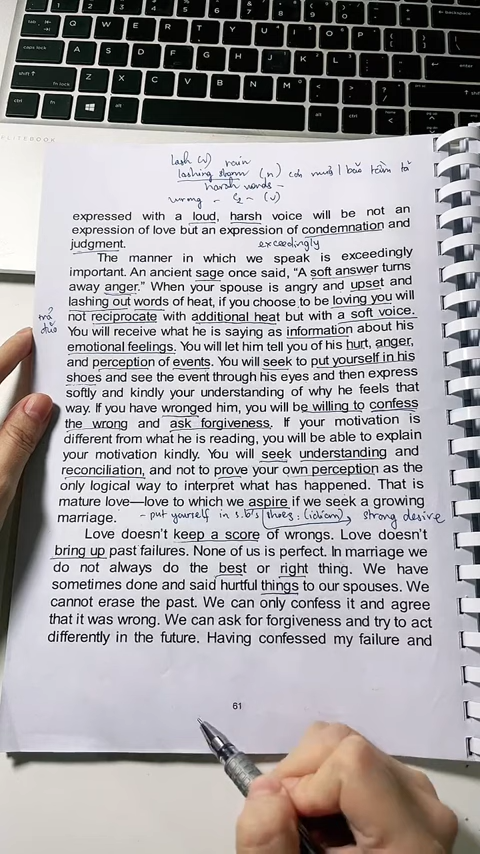 lash (v) rain
lashing storm (n)
harsh words
expressed with a loud, harsh voice will be not an
expression of love but an expression of condemnation and
judgment.
exceedingly
The manner in which we speak is exceedingly
important. An ancient sage once said, “A soft answer turns
away anger.” When your spouse is angry and upset and
lashing out words of heat, if you choose to be loving you will
not reciprocate with additional heat but with a soft voice.
You will receive what he is saying as information about his
emotional feelings. You will let him tell you of his hurt, anger,
and perception of events. You will seek to put yourself in his
shoes and see the event through his eyes and then express
softly and kindly your understanding of why he feels that
way. If you have wronged him, you will be willing to confess
the wrong and ask forgiveness. If your motivation is
different from what he is reading, you will be able to explain
your motivation kindly. You will seek understanding and
reconciliation, and not to prove your own perception as the
only logical way to interpret what has happened. That is
mature love—love to which we aspire if we seek a growing
marriage.
- put yourself in s.b's shoes: (idiom)
strong desire
Love doesn't keep a score of wrongs. Love doesn't
bring up past failures. None of us is perfect. In marriage we
do not always do the best or right thing. We have
sometimes done and said hurtful things to our spouses. We
cannot erase the past. We can only confess it and agree
that it was wrong. We can ask for forgiveness and try to act
differently in the future. Having confessed my failure and
61